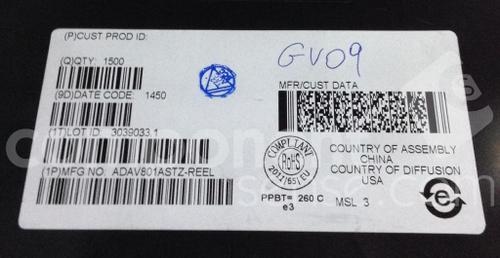 (P)CUST PROD ID:
GV09
(Q)QTY: 1500
MFR/CUST DATA
(9D)DATE CODE: 1450
(1T)LOT ID: 3039033.1
COMPLIANT
RoHS
2011/65/EU
COUNTRY OF ASSEMBLY
CHINA
COUNTRY OF DIFFUSION
USA
(1P)MFG NO: ADAV801ASTZ-REEL
PPBT= 260 C
e3
MSL 3
e